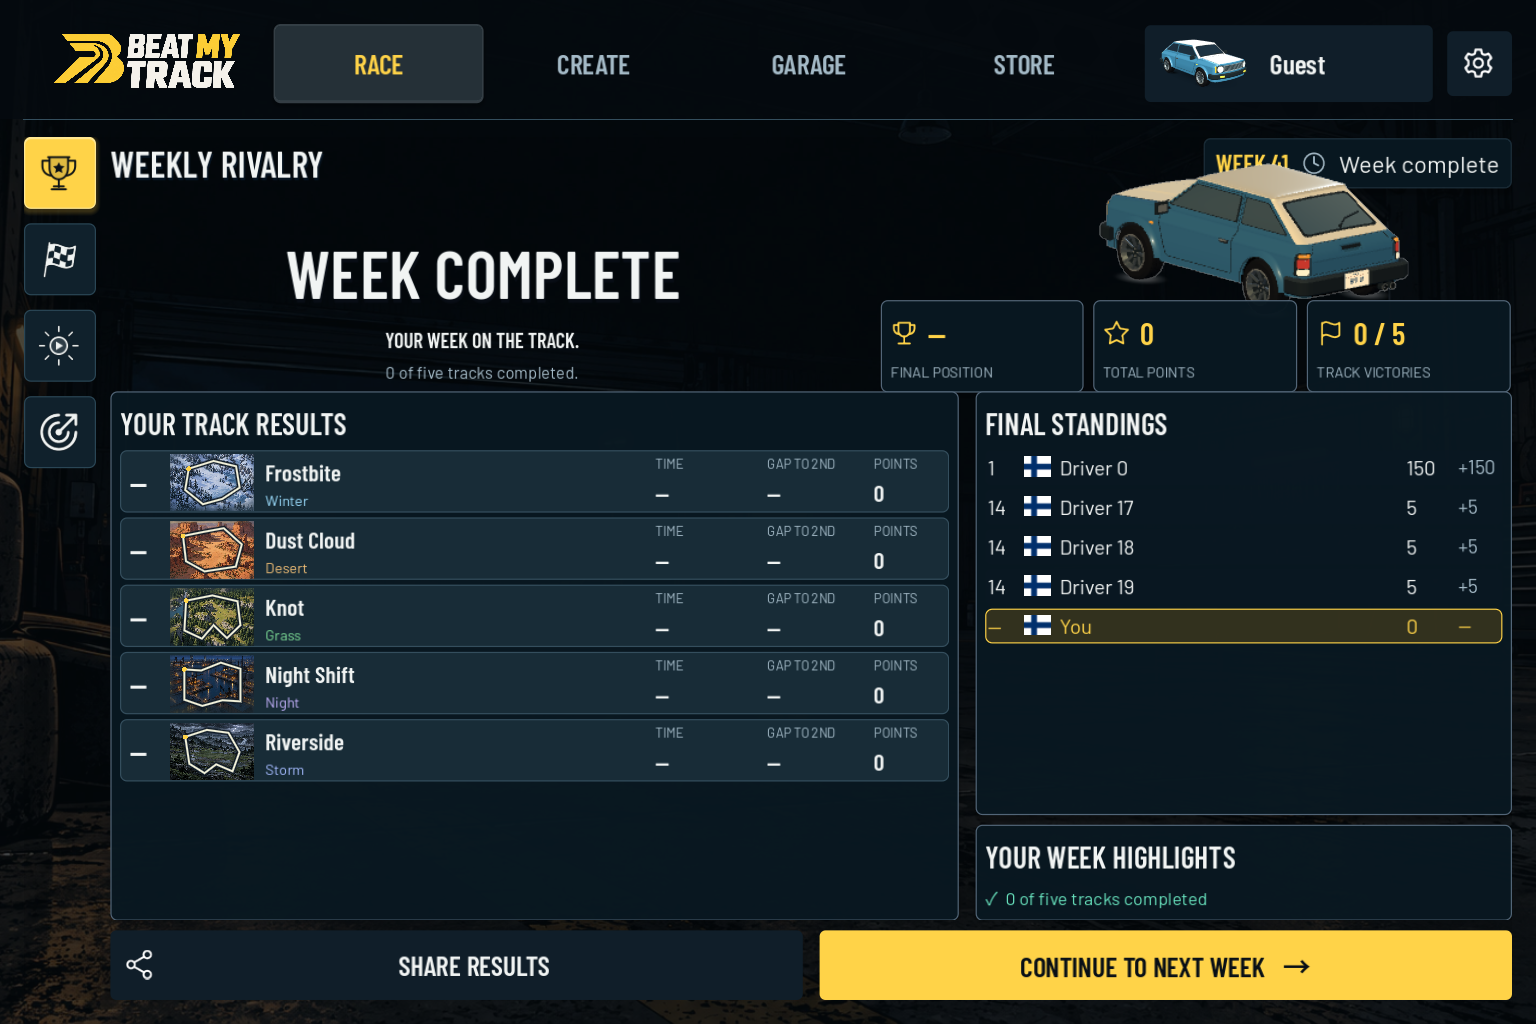 BEAT MY
TRACK
RACE
CREATE
GARAGE
STORE
Guest
WEEKLY RIVALRY
WEEK 41
Week complete
WEEK COMPLETE
YOUR WEEK ON THE TRACK.
0 of five tracks completed.
–
FINAL POSITION
0
TOTAL POINTS
0 / 5
TRACK VICTORIES
YOUR TRACK RESULTS
– Frostbite TIME GAP TO 2ND POINTS
Winter – – 0
– Dust Cloud TIME GAP TO 2ND POINTS
Desert – – 0
– Knot TIME GAP TO 2ND POINTS
Grass – – 0
– Night Shift TIME GAP TO 2ND POINTS
Night – – 0
– Riverside TIME GAP TO 2ND POINTS
Storm – – 0
FINAL STANDINGS
1 Driver 0 150 +150
14 Driver 17 5 +5
14 Driver 18 5 +5
14 Driver 19 5 +5
– You 0 –
YOUR WEEK HIGHLIGHTS
✓ 0 of five tracks completed
SHARE RESULTS
CONTINUE TO NEXT WEEK →